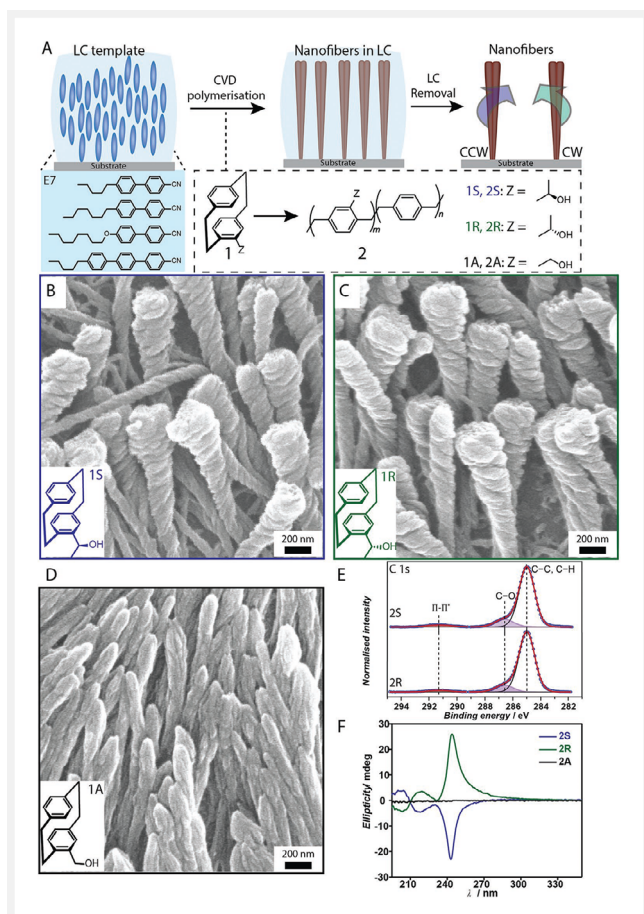 A
LC template
CVD
polymerisation
Nanofibers in LC
LC
Removal
Nanofibers
Substrate
Substrate
CCW
CW
Substrate
E7
CN
CN
O
CN
CN
Z
1
Z
m
n
2
1S, 2S: Z =
OH
1R, 2R: Z =
OH
1A, 2A: Z =
OH
B
1S
OH
200 nm
C
1R
OH
200 nm
D
1A
OH
200 nm
E
C 1s
C-C, C-H
C-O
Π-Π*
2S
2R
Normalised intensity
294 292 290 288 286 284 282
Binding energy / eV
F
2S
2R
2A
Ellipticity mdeg
30
20
10
0
10
20
-30
210 240 270 300 330
λ / nm